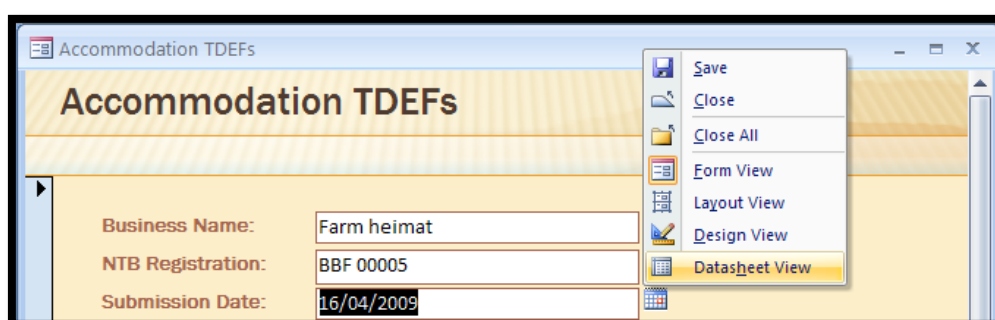 Accommodation TDEFs
Accommodation TDEFs
Save
Close
Close All
Form View
Layout View
Design View
Datasheet View
Business Name: Farm heimat
NTB Registration: BBF 00005
Submission Date: 16/04/2009